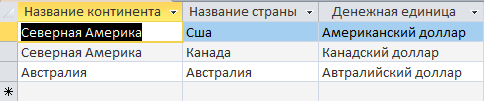 Название континента Название страны Денежная единица
Северная Америка Сша Американский доллар
Северная Америка Канада Канадский доллар
Австралия Австралия Автралийский доллар